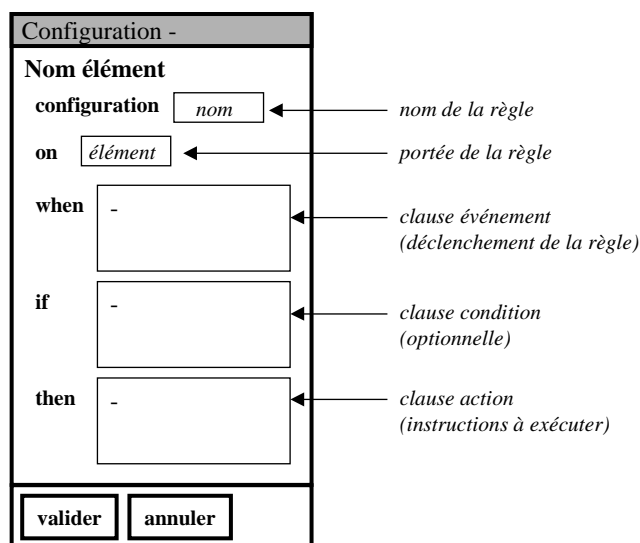 Configuration -
Nom élément
configuration nom nom de la règle
on élément portée de la règle
when - clause événement
(déclenchement de la règle)
if - clause condition
(optionnelle)
then - clause action
(instructions à exécuter)
valider annuler